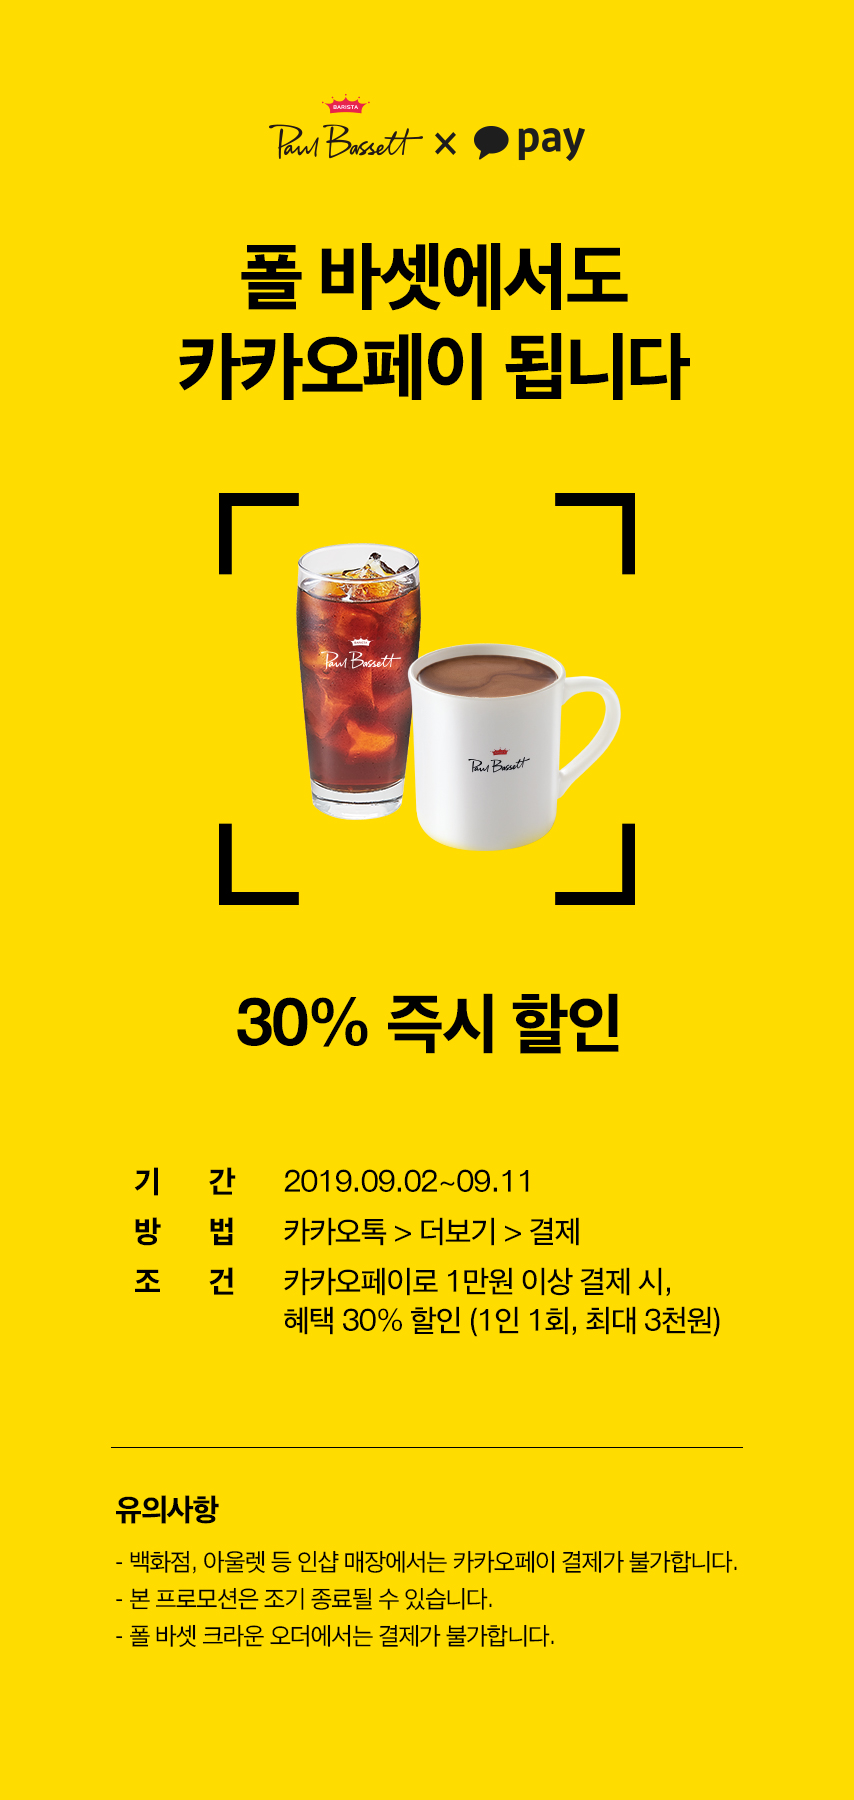 BARISTA
Paul Bassett × pay
폴 바셋에서도
카카오페이 됩니다
Paul Bassett
Paul Bassett
30% 즉시 할인
기 간 2019.09.02~09.11
방 법 카카오톡 > 더보기 > 결제
조 건 카카오페이로 1만원 이상 결제 시,
혜택 30% 할인 (1인 1회, 최대 3천원)
유의사항
- 백화점, 아울렛 등 인샵 매장에서는 카카오페이 결제가 불가합니다.
- 본 프로모션은 조기 종료될 수 있습니다.
- 폴 바셋 크라운 오더에서는 결제가 불가합니다.